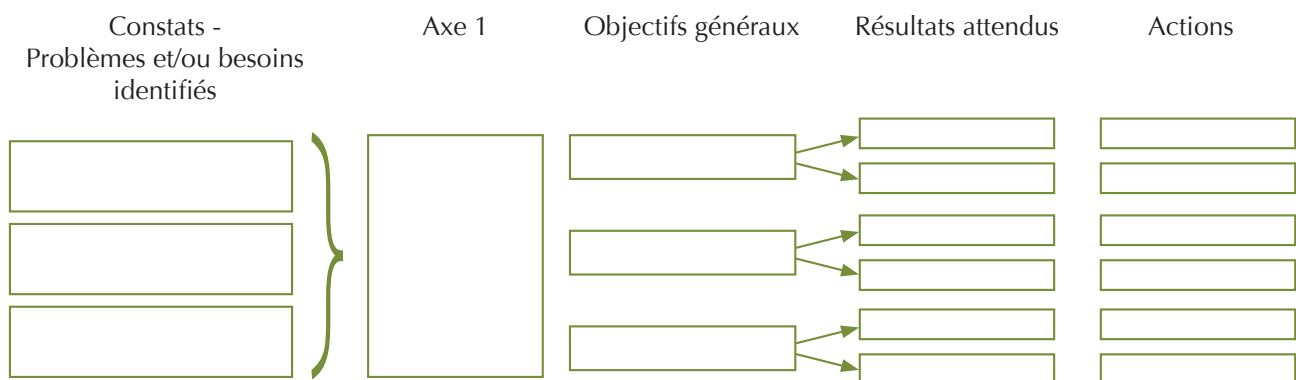 Constats -
Problèmes et/ou besoins
identifiés
Axe 1
Objectifs généraux
Résultats attendus
Actions